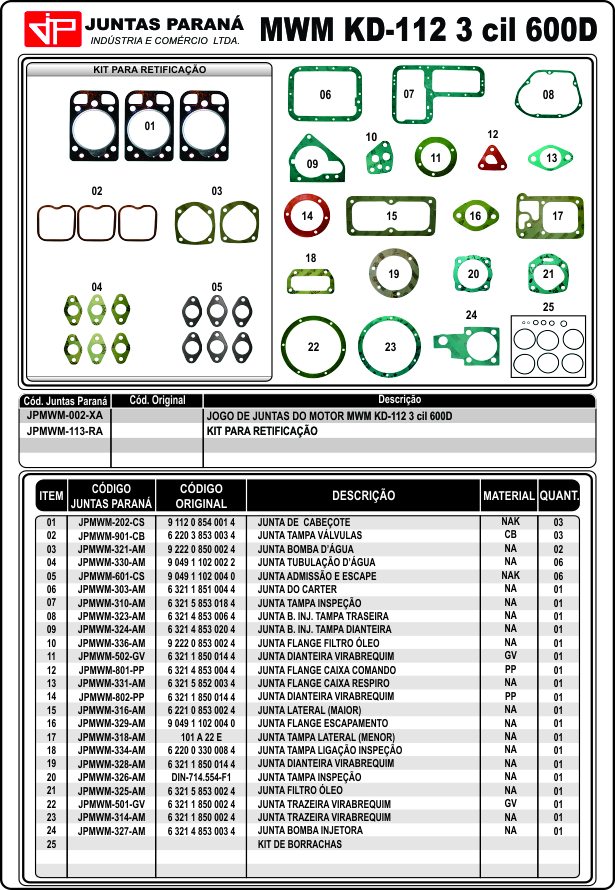 JP JUNTAS PARANÁ
INDÚSTRIA E COMÉRCIO LTDA.
MWM KD-112 3 cil 600D
KIT PARA RETIFICAÇÃO
01
02
03
04
05
06
07
08
09
10
11
12
13
14
15
16
17
18
19
20
21
22
23
24
25
Cód. Juntas Paraná Cód. Original Descrição
JPMWM-002-XA JOGO DE JUNTAS DO MOTOR MWM KD-112 3 cil 600D
JPMWM-113-RA KIT PARA RETIFICAÇÃO
ITEM CÓDIGO JUNTAS PARANÁ CÓDIGO ORIGINAL DESCRIÇÃO MATERIAL QUANT.
01 JPMWM-202-CS 9 112 0 854 001 4 JUNTA DE CABEÇOTE NAK 03
02 JPMWM-901-CB 6 220 3 853 003 4 JUNTA TAMPA VÁLVULAS CB 03
03 JPMWM-321-AM 9 222 0 850 002 4 JUNTA BOMBA D'ÁGUA NA 02
04 JPMWM-330-AM 9 049 1 102 002 2 JUNTA TUBULAÇÃO D'ÁGUA NA 06
05 JPMWM-601-CS 9 049 1 102 004 0 JUNTA ADMISSÃO E ESCAPE NAK 06
06 JPMWM-303-AM 6 321 1 851 004 4 JUNTA DO CARTER NA 01
07 JPMWM-310-AM 6 321 5 853 018 4 JUNTA TAMPA INSPEÇÃO NA 01
08 JPMWM-323-AM 6 321 4 853 006 4 JUNTA B. INJ. TAMPA TRASEIRA NA 01
09 JPMWM-324-AM 6 321 4 853 020 4 JUNTA B. INJ. TAMPA DIANTEIRA NA 01
10 JPMWM-336-AM 9 222 0 853 002 4 JUNTA FLANGE FILTRO ÓLEO NA 01
11 JPMWM-502-GV 6 321 1 850 014 4 JUNTA DIANTEIRA VIRABREQUIM GV 01
12 JPMWM-801-PP 6 321 4 853 004 4 JUNTA FLANGE CAIXA COMANDO PP 01
13 JPMWM-331-AM 6 321 5 852 003 4 JUNTA FLANGE CAIXA RESPIRO NA 01
14 JPMWM-802-PP 6 321 1 850 014 4 JUNTA DIANTEIRA VIRABREQUIM PP 01
15 JPMWM-316-AM 6 221 0 853 002 4 JUNTA LATERAL (MAIOR) NA 01
16 JPMWM-329-AM 9 049 1 102 004 0 JUNTA FLANGE ESCAPAMENTO NA 01
17 JPMWM-318-AM 101 A 22 E JUNTA TAMPA LATERAL (MENOR) NA 01
18 JPMWM-334-AM 6 220 0 330 008 4 JUNTA TAMPA LIGAÇÃO INSPEÇÃO NA 01
19 JPMWM-328-AM 6 321 1 850 014 4 JUNTA DIANTEIRA VIRABREQUIM NA 01
20 JPMWM-326-AM DIN-714.554-F1 JUNTA TAMPA INSPEÇÃO NA 01
21 JPMWM-325-AM 6 321 5 853 002 4 JUNTA FILTRO ÓLEO NA 01
22 JPMWM-501-GV 6 321 1 850 002 4 JUNTA TRAZEIRA VIRABREQUIM GV 01
23 JPMWM-314-AM 6 321 1 850 002 4 JUNTA TRAZEIRA VIRABREQUIM NA 01
24 JPMWM-327-AM 6 321 4 853 003 4 JUNTA BOMBA INJETORA NA 01
25 KIT DE BORRACHAS